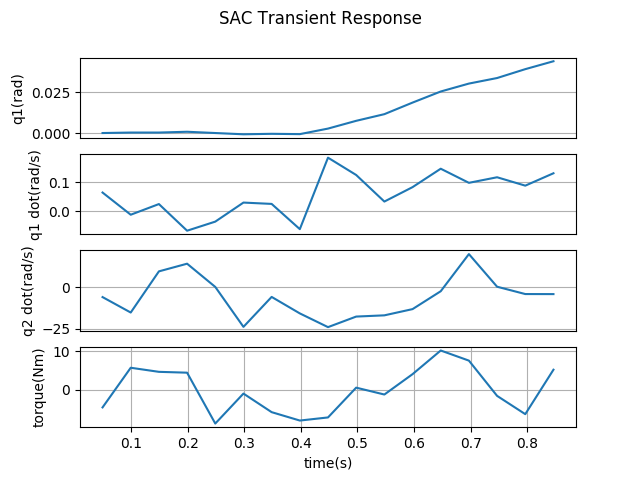 SAC Transient Response
q1(rad)
0.025
0.000
q1 dot(rad/s)
0.1
0.0
q2 dot(rad/s)
0
−25
torque(Nm)
10
0
0.1 0.2 0.3 0.4 0.5 0.6 0.7 0.8
time(s)